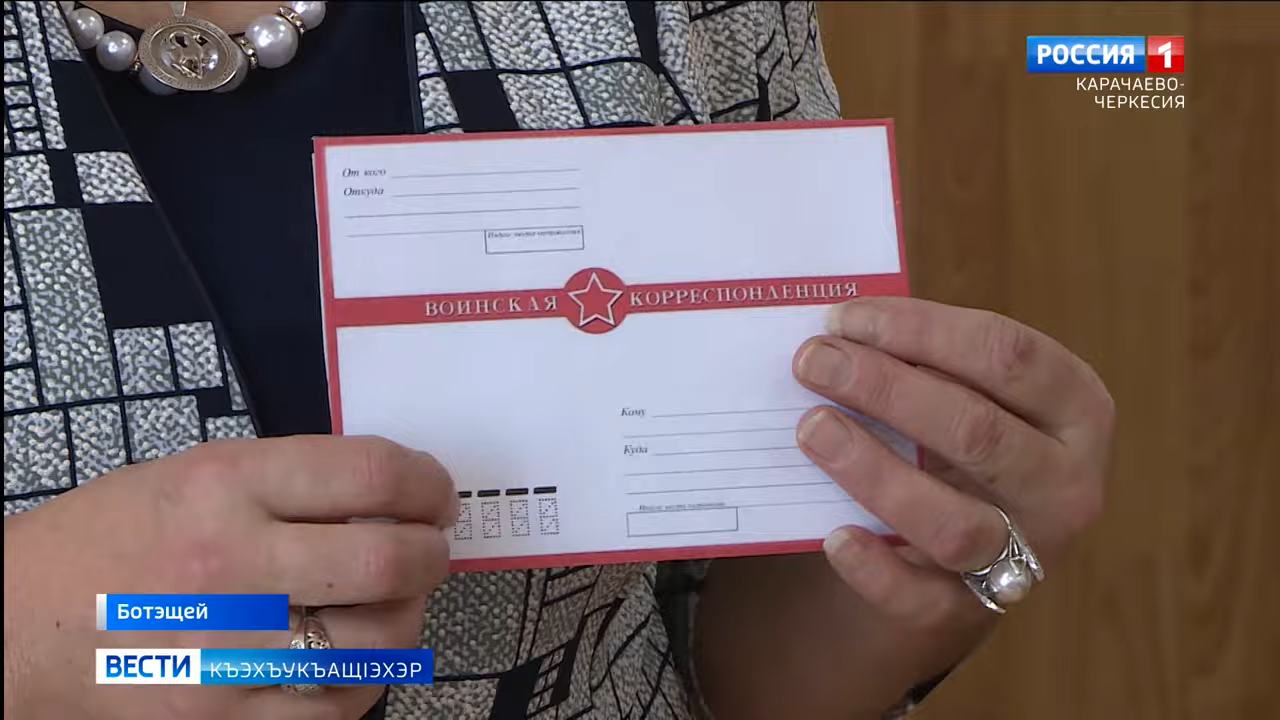 РОССИЯ 1
КАРАЧАЕВО-
ЧЕРКЕСИЯ
От кого
Откуда
ВОИНСКАЯ КОРРЕСПОНДЕНЦИЯ
Кому
Куда
Ботэщей
ВЕСТИ КЪЭХЪУКЪАЩІЭХЭР